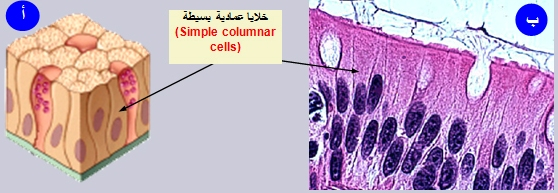 أ
خلايا عمادية بسيطة
(Simple columnar
cells)
ب